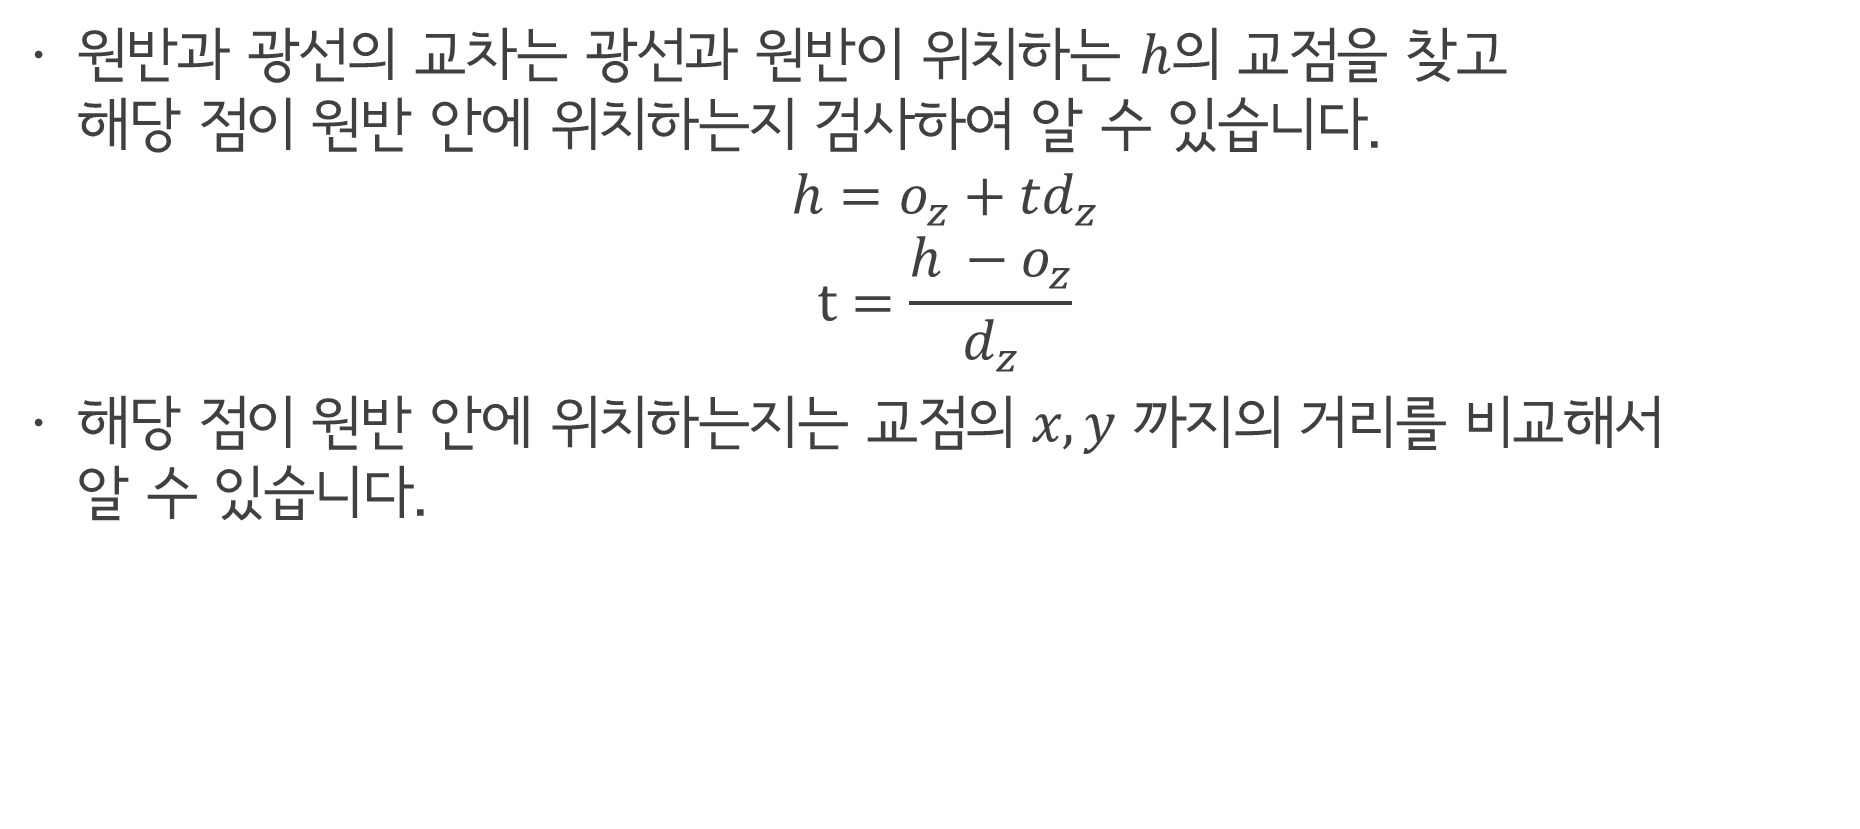 · 원반과 광선의 교차는 광선과 원반이 위치하는 h의 교점을 찾고
해당 점이 원반 안에 위치하는지 검사하여 알 수 있습니다.
h = o_z + td_z
t = \frac{h - o_z}{d_z}
· 해당 점이 원반 안에 위치하는지는 교점의 x, y 까지의 거리를 비교해서
알 수 있습니다.